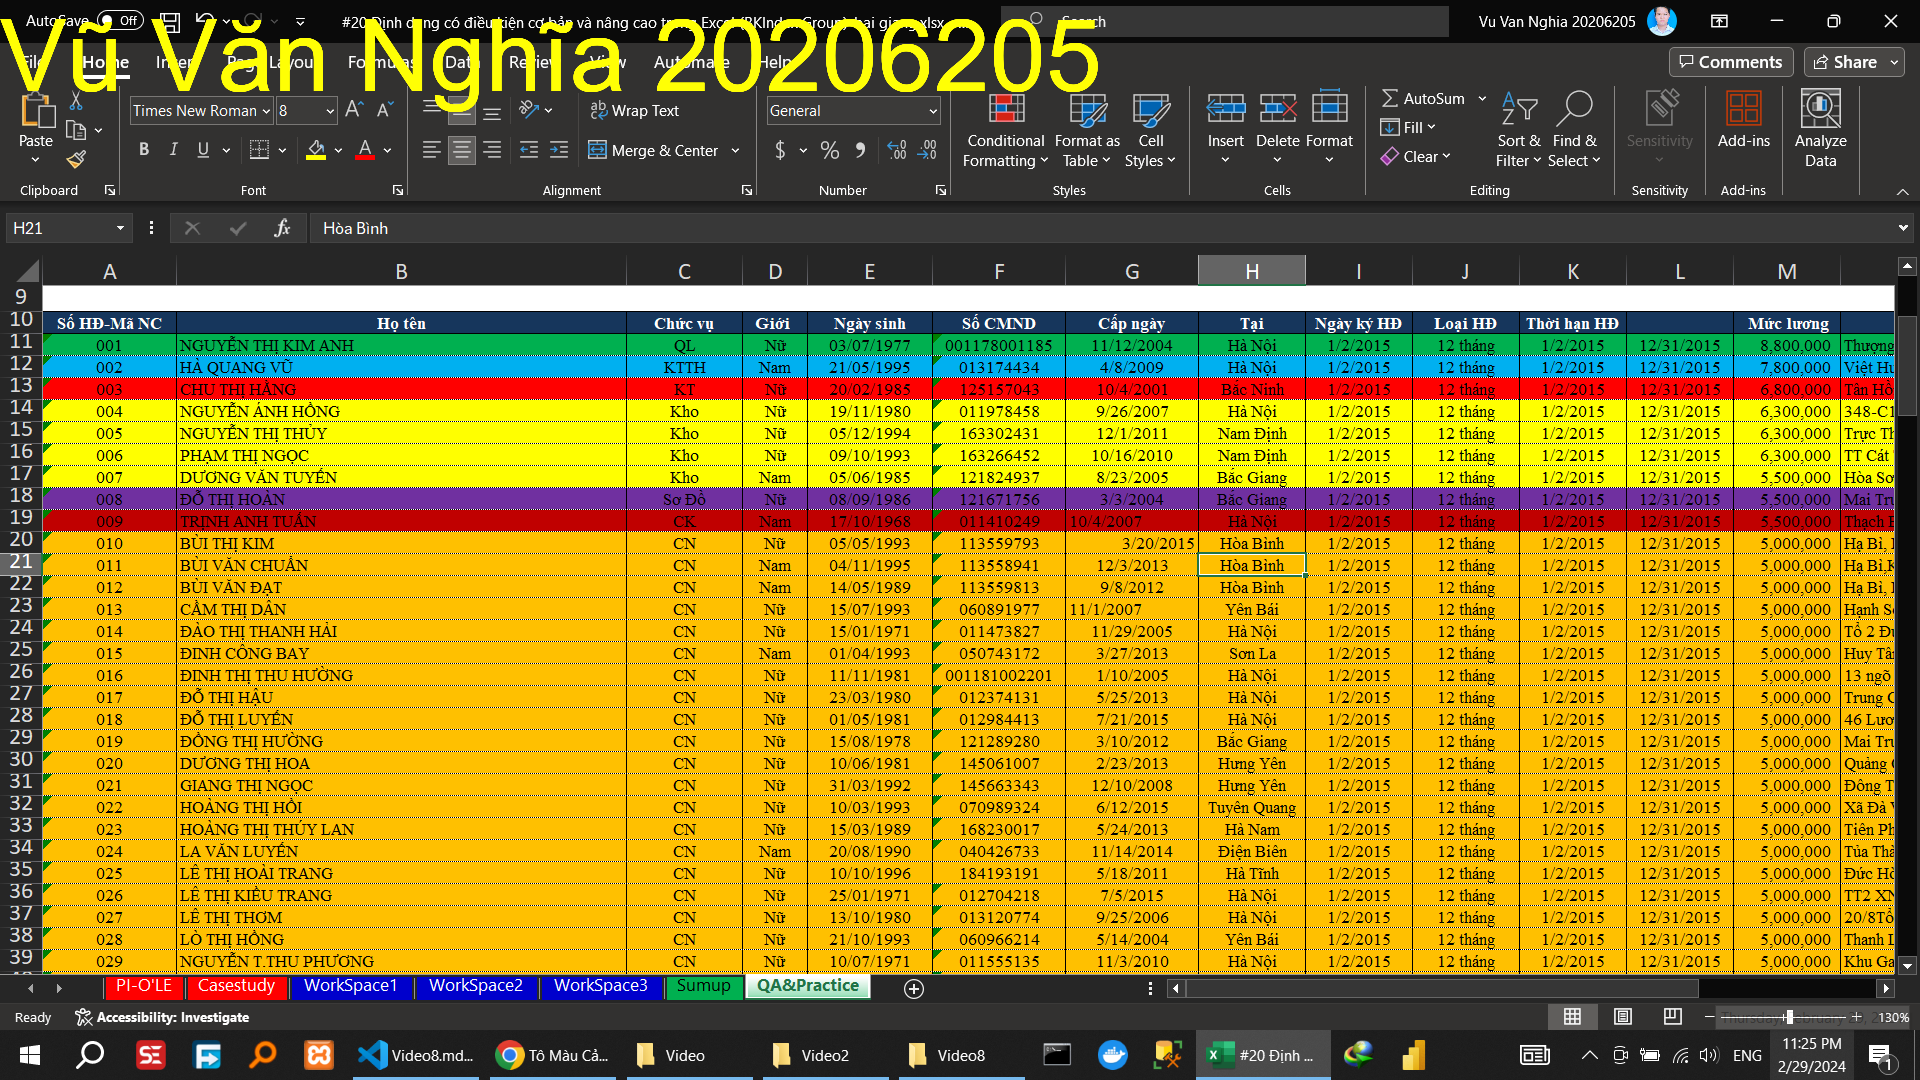 AutoSave Off #20 Định dạng có điều kiện cơ bản và nâng cao trong Excel (BKIndex Group) bai giang.xlsx Search Vu Van Nghia 20206205
Vũ Văn Nghĩa 20206205
File Home Insert Page Layout Formulas Data Review View Automate Help Comments Share
Paste Times New Roman 8 Wrap Text General Conditional Formatting Format as Table Cell Styles Insert Delete Format AutoSum Sort & Filter Find & Select Sensitivity Add-ins Analyze Data
B I U Merge & Center $ % Fill
Clear
Clipboard Font Alignment Number Styles Cells Editing Sensitivity Add-ins
H21 fx Hòa Bình
A B C D E F G H I J K L M
9
10 Số HĐ-Mã NC Họ tên Chức vụ Giới Ngày sinh Số CMND Cấp ngày Tại Ngày ký HĐ Loại HĐ Thời hạn HĐ Mức lương
11 001 NGUYỄN THỊ KIM ANH QL Nữ 03/07/1977 001178001185 11/12/2004 Hà Nội 1/2/2015 12 tháng 1/2/2015 12/31/2015 8,800,000 Thượng
12 002 HÀ QUANG VŨ KTTH Nam 21/05/1995 013174434 4/8/2009 Hà Nội 1/2/2015 12 tháng 1/2/2015 12/31/2015 7,800,000 Việt Hu
13 003 CHU THỊ HẰNG KT Nữ 20/02/1985 125157043 10/4/2001 Bắc Ninh 1/2/2015 12 tháng 1/2/2015 12/31/2015 6,800,000 Tân Hồ
14 004 NGUYỄN ÁNH HỒNG Kho Nữ 19/11/1980 011978458 9/26/2007 Hà Nội 1/2/2015 12 tháng 1/2/2015 12/31/2015 6,300,000 348-C1
15 005 NGUYỄN THỊ THỦY Kho Nữ 05/12/1994 163302431 12/1/2011 Nam Định 1/2/2015 12 tháng 1/2/2015 12/31/2015 6,300,000 Trực Th
16 006 PHẠM THỊ NGỌC Kho Nữ 09/10/1993 163266452 10/16/2010 Nam Định 1/2/2015 12 tháng 1/2/2015 12/31/2015 6,300,000 TT Cát
17 007 DƯƠNG VĂN TUYẾN Kho Nam 05/06/1985 121824937 8/23/2005 Bắc Giang 1/2/2015 12 tháng 1/2/2015 12/31/2015 5,500,000 Hòa Sơ
18 008 ĐỖ THỊ HOẢN Sơ Đồ Nữ 08/09/1986 121671756 3/3/2004 Bắc Giang 1/2/2015 12 tháng 1/2/2015 12/31/2015 5,500,000 Mai Tru
19 009 TRỊNH ANH TUẤN CK Nam 17/10/1968 011410249 10/4/2007 Hà Nội 1/2/2015 12 tháng 1/2/2015 12/31/2015 5,500,000 Thạch
20 010 BÙI THỊ KIM CN Nữ 05/05/1993 113559793 3/20/2015 Hòa Bình 1/2/2015 12 tháng 1/2/2015 12/31/2015 5,000,000 Hạ Bì,
21 011 BÙI VĂN CHUẨN CN Nam 04/11/1995 113558941 12/3/2013 Hòa Bình 1/2/2015 12 tháng 1/2/2015 12/31/2015 5,000,000 Hạ Bì,K
22 012 BÙI VĂN ĐẠT CN Nam 14/05/1989 113559813 9/8/2012 Hòa Bình 1/2/2015 12 tháng 1/2/2015 12/31/2015 5,000,000 Hạ Bì,
23 013 CẦM THỊ DÂN CN Nữ 15/07/1993 060891977 11/1/2007 Yên Bái 1/2/2015 12 tháng 1/2/2015 12/31/2015 5,000,000 Hạnh Sơ
24 014 ĐÀO THỊ THANH HẢI CN Nữ 15/01/1971 011473827 11/29/2005 Hà Nội 1/2/2015 12 tháng 1/2/2015 12/31/2015 5,000,000 Tổ 2 Đu
25 015 ĐINH CÔNG BAY CN Nam 01/04/1993 050743172 3/27/2013 Sơn La 1/2/2015 12 tháng 1/2/2015 12/31/2015 5,000,000 Huy Tân
26 016 ĐINH THỊ THU HƯỜNG CN Nữ 11/11/1981 001181002201 1/10/2005 Hà Nội 1/2/2015 12 tháng 1/2/2015 12/31/2015 5,000,000 13 ngõ
27 017 ĐỖ THỊ HẬU CN Nữ 23/03/1980 012374131 5/25/2013 Hà Nội 1/2/2015 12 tháng 1/2/2015 12/31/2015 5,000,000 Trung C
28 018 ĐỖ THỊ LUYẾN CN Nữ 01/05/1981 012984413 7/21/2015 Hà Nội 1/2/2015 12 tháng 1/2/2015 12/31/2015 5,000,000 46 Lươ
29 019 ĐỒNG THỊ HƯỜNG CN Nữ 15/08/1978 121289280 3/10/2012 Bắc Giang 1/2/2015 12 tháng 1/2/2015 12/31/2015 5,000,000 Mai Tru
30 020 DƯƠNG THỊ HOA CN Nữ 10/06/1981 145061007 2/23/2013 Hưng Yên 1/2/2015 12 tháng 1/2/2015 12/31/2015 5,000,000 Quảng
31 021 GIANG THỊ NGỌC CN Nữ 31/03/1992 145663343 12/10/2008 Hưng Yên 1/2/2015 12 tháng 1/2/2015 12/31/2015 5,000,000 Đông T
32 022 HOÀNG THỊ HỒI CN Nữ 10/03/1993 070989324 6/12/2015 Tuyên Quang 1/2/2015 12 tháng 1/2/2015 12/31/2015 5,000,000 Xã Đà
33 023 HOÀNG THỊ THÚY LAN CN Nữ 15/03/1989 168230017 5/24/2013 Hà Nam 1/2/2015 12 tháng 1/2/2015 12/31/2015 5,000,000 Tiên Ph
34 024 LA VĂN LUYẾN CN Nam 20/08/1990 040426733 11/14/2014 Điện Biên 1/2/2015 12 tháng 1/2/2015 12/31/2015 5,000,000 Tủa Thà
35 025 LÊ THỊ HOÀI TRANG CN Nữ 10/10/1996 184193191 5/18/2011 Hà Tĩnh 1/2/2015 12 tháng 1/2/2015 12/31/2015 5,000,000 Đức Hò
36 026 LÊ THỊ KIỀU TRANG CN Nữ 25/01/1971 012704218 7/5/2015 Hà Nội 1/2/2015 12 tháng 1/2/2015 12/31/2015 5,000,000 TT2 XN
37 027 LÊ THỊ THƠM CN Nữ 13/10/1980 013120774 9/25/2006 Hà Nội 1/2/2015 12 tháng 1/2/2015 12/31/2015 5,000,000 20/8Tổ
38 028 LÒ THỊ HỒNG CN Nữ 21/10/1993 060966214 5/14/2004 Yên Bái 1/2/2015 12 tháng 1/2/2015 12/31/2015 5,000,000 Thanh L
39 029 NGUYỄN T.THU PHƯƠNG CN Nữ 10/07/1971 011555135 11/3/2010 Hà Nội 1/2/2015 12 tháng 1/2/2015 12/31/2015 5,000,000 Khu Ga
PI-O'LE Casestudy WorkSpace1 WorkSpace2 WorkSpace3 Sumup QA&Practice
Ready Accessibility: Investigate 130%
Video8.md... Tô Màu Cả... Video Video2 Video8 #20 Định ... ENG 11:25 PM
2/29/2024 1